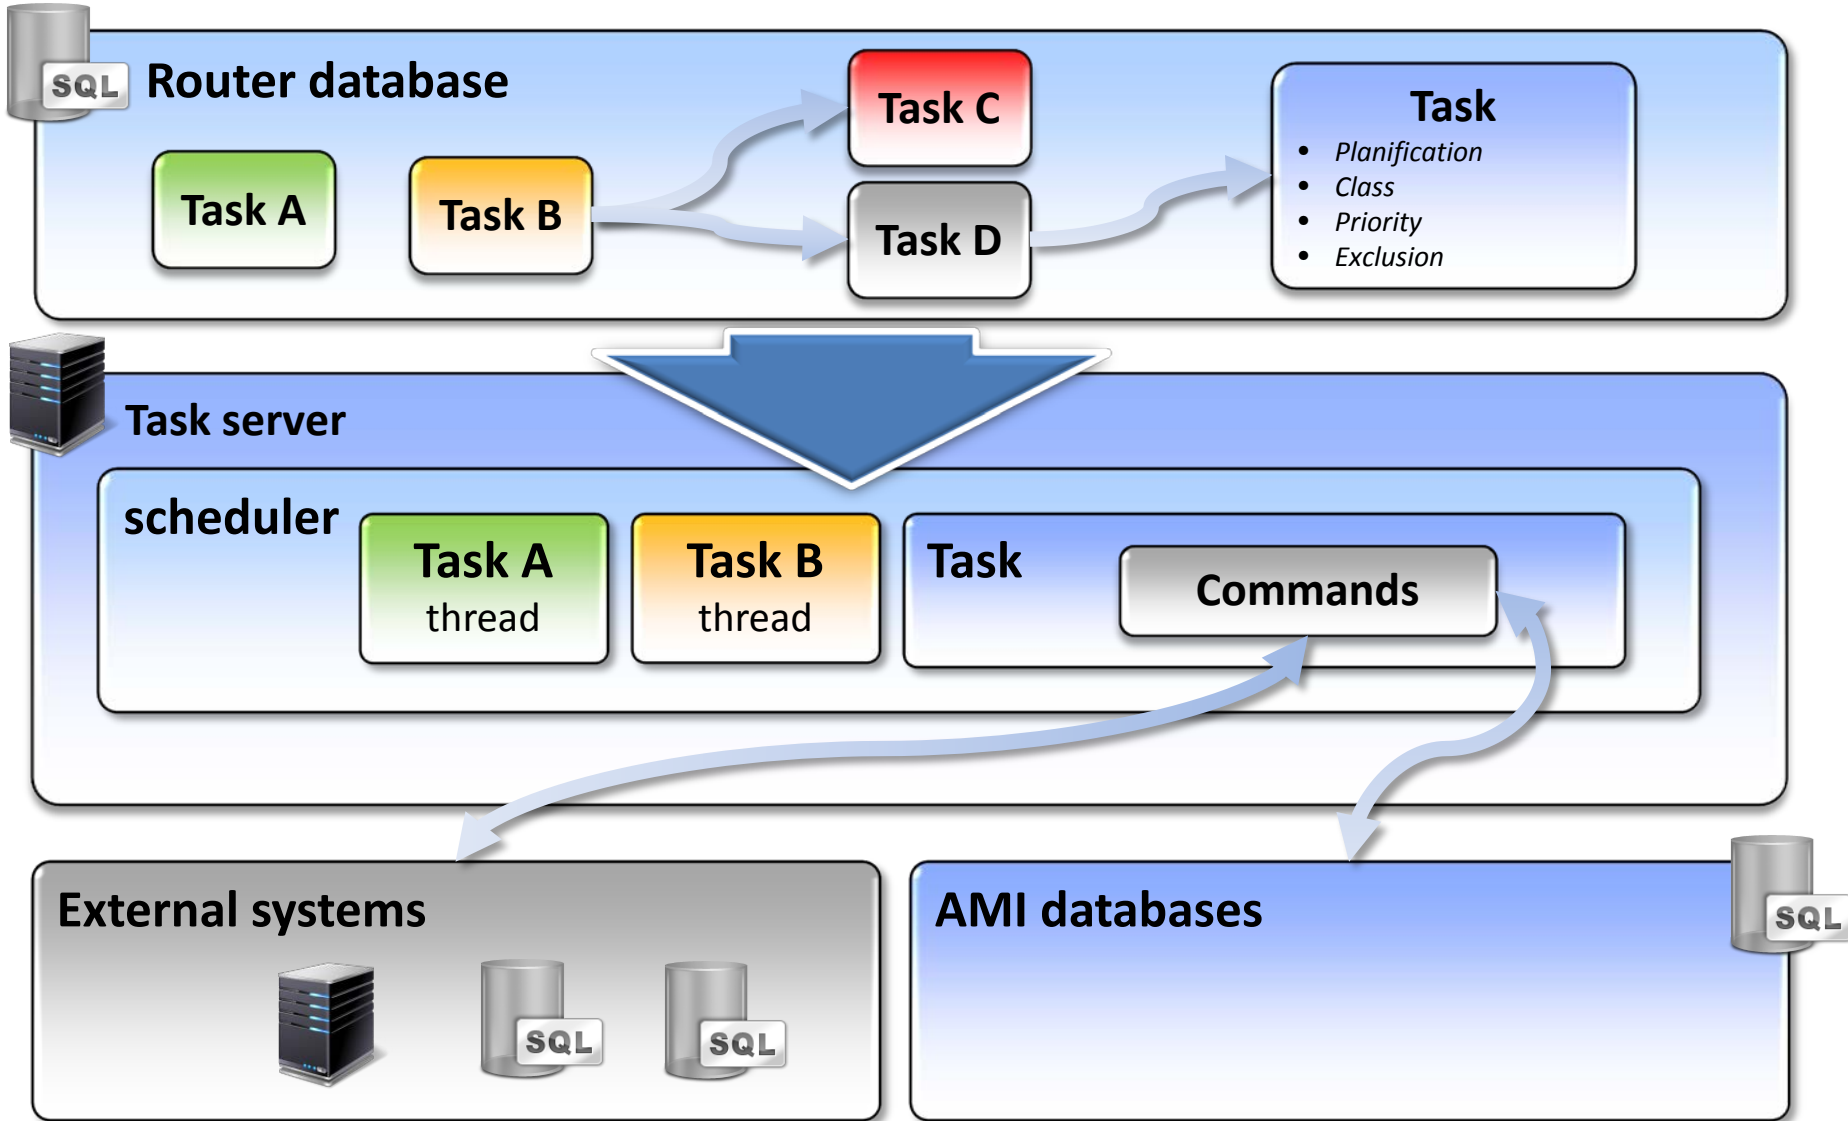 SQL
Router database
Task A
Task B
Task C
Task D
Task
• Planification
• Class
• Priority
• Exclusion
Task server
scheduler
Task A
thread
Task B
thread
Task
Commands
External systems
SQL
SQL
AMI databases
SQL